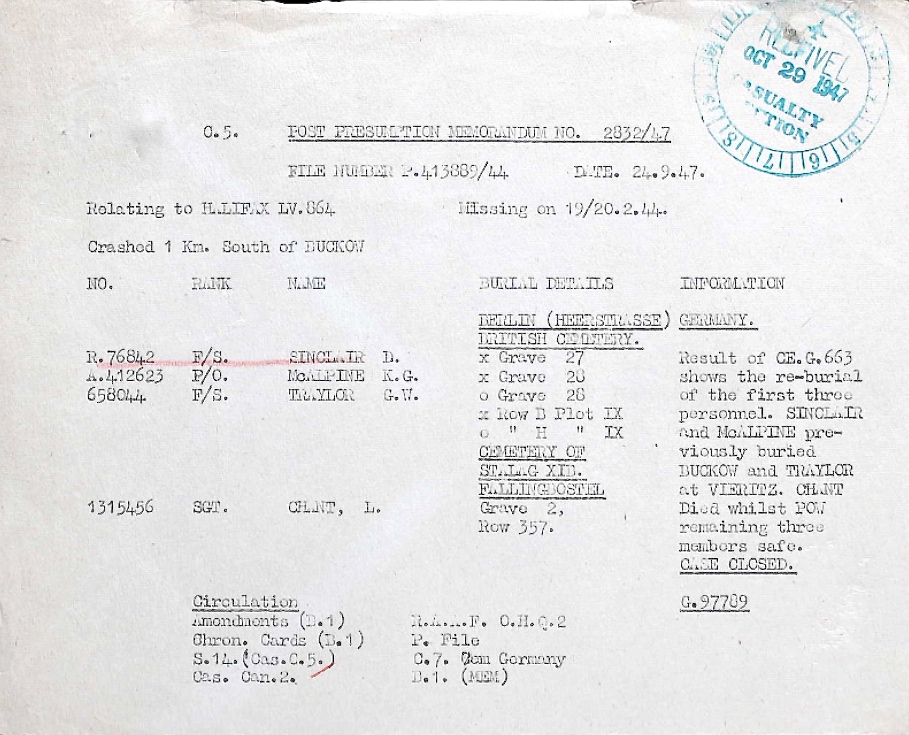 RECEIVED
OCT 29 1947
CASUALTY
SECTION
C.5. POST PRESUMPTION MEMORANDUM NO. 2832/47
FILE NUMBER P.413889/44 DATE. 24.9.47.
Relating to HALIFAX LV.864 Missing on 19/20.2.44.
Crashed 1 Km. South of BUCKOW
NO. RANK NAME BURIAL DETAILS INFORMATION
BERLIN (HEERSTRASSE) GERMANY.
BRITISH CEMETERY.
R.76842 F/S. SINCLAIR D. x Grave 27 Result of CE.G.663
A.412623 P/O. McALPINE K.G. x Grave 28 shows the re-burial
658044 F/S. TRAYLOR G.W. o Grave 28 of the first three
x Row B Plot IX personnel. SINCLAIR
o " H " IX and McALPINE pre-
CEMETERY OF viously buried
STALAG XIB. BUCKOW and TRAYLOR
FALLINGBOSTEL at VIERITZ. CHANT
1315456 SGT. CHANT, L. Grave 2, Died whilst POW
Row 357. remaining three
members safe.
CASE CLOSED.
Circulation G.97789
Amendments (B.1) R.A.A.F. O.H.Q.2
Chron. Cards (B.1) P. File
S.14.(Cas.C.5.) C.7. Com Germany
Cas. Can.2. B.1. (MEM)